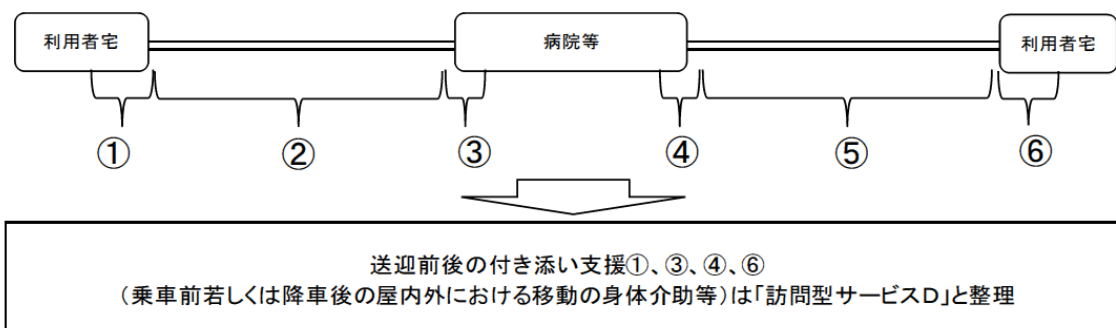 利用者宅
病院等
利用者宅
①
②
③
④
⑤
⑥
送迎前後の付き添い支援①、③、④、⑥
(乗車前若しくは降車後の屋内外における移動の身体介助等)は「訪問型サービスD」と整理